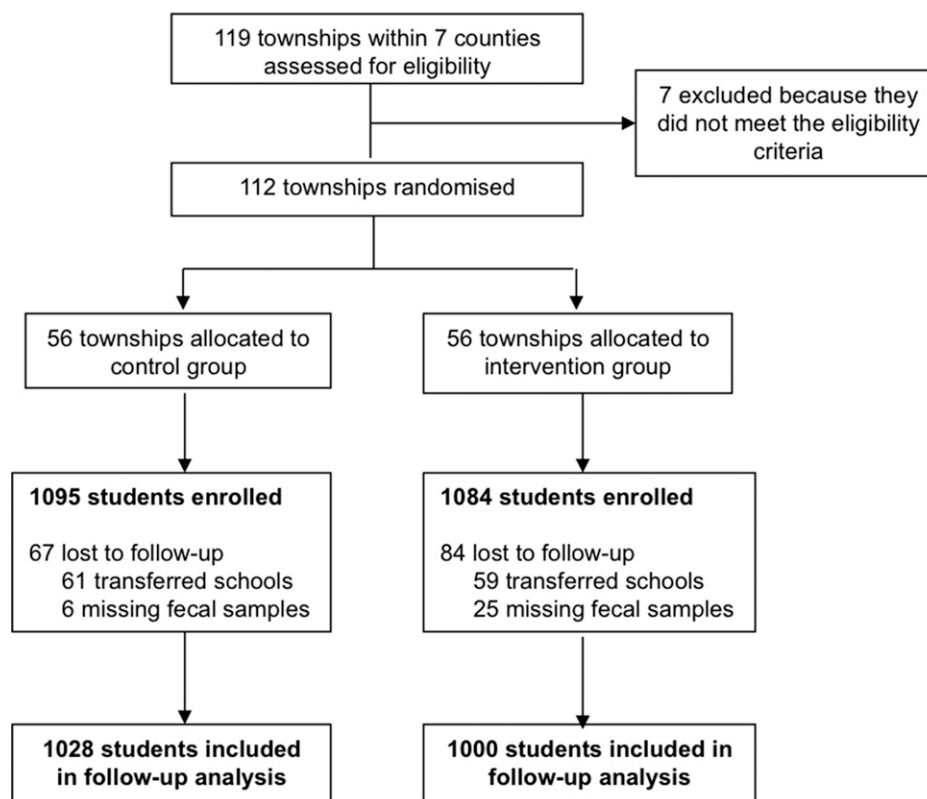 119 townships within 7 counties
assessed for eligibility
7 excluded because they
did not meet the eligibility
criteria
112 townships randomised
56 townships allocated to
control group
56 townships allocated to
intervention group
1095 students enrolled
67 lost to follow-up
61 transferred schools
6 missing fecal samples
1084 students enrolled
84 lost to follow-up
59 transferred schools
25 missing fecal samples
1028 students included
in follow-up analysis
1000 students included in
follow-up analysis